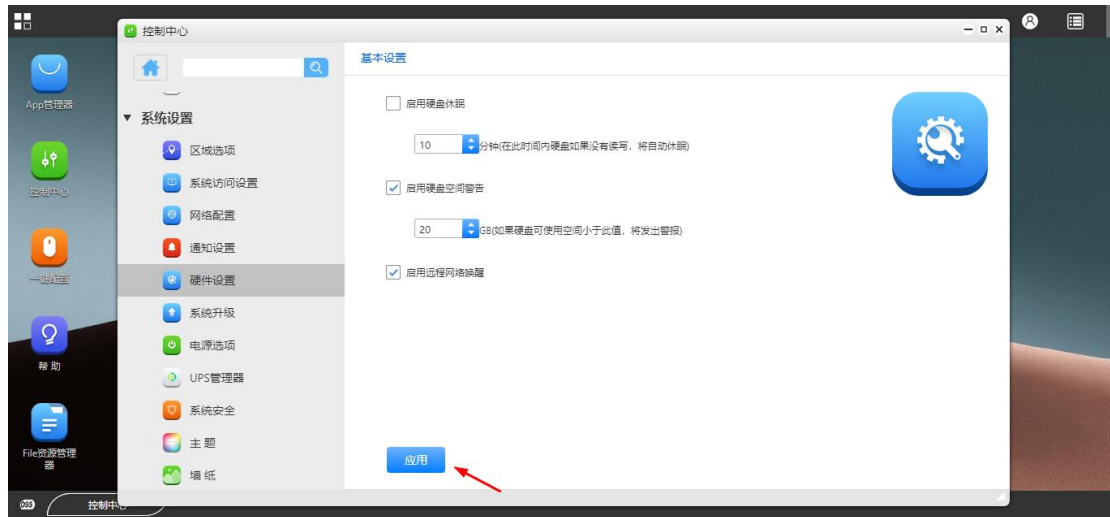 控制中心
App管理器
控制中心
一键配置
帮 助
File资源管理
器
系统设置
区域选项
系统访问设置
网络配置
通知设置
硬件设置
系统升级
电源选项
UPS管理器
系统安全
主 题
墙 纸
基本设置
启用硬盘休眠
10 分钟(在此时间内硬盘如果没有读写，将自动休眠)
启用硬盘空间警告
20 GB(如果硬盘可使用空间小于此值，将发出警报)
启用远程网络唤醒
应用
控制中心